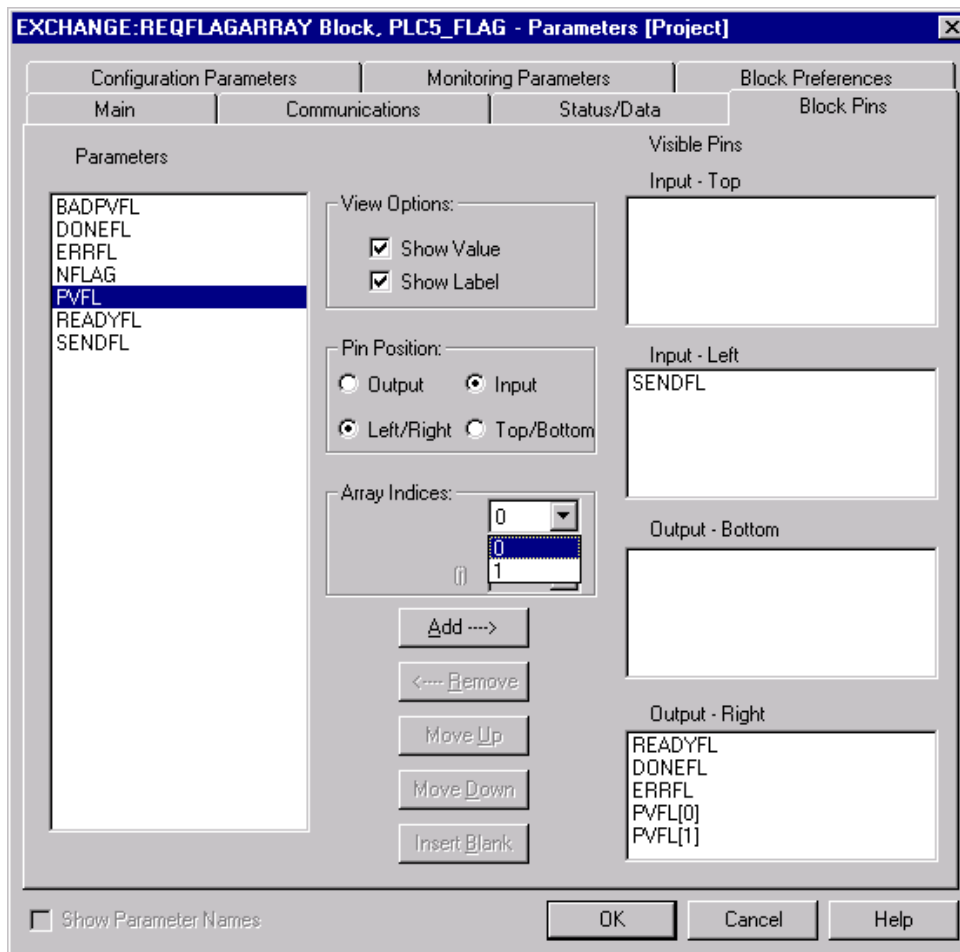 EXCHANGE:REQFLAGARRAY Block, PLC5_FLAG - Parameters [Project]
Configuration Parameters
Monitoring Parameters
Block Preferences
Main
Communications
Status/Data
Block Pins
Parameters
BADPVFL
DONEFL
ERRFL
NFLAG
PVFL
READYFL
SENDFL
View Options:
Show Value
Show Label
Pin Position:
Output
Input
Left/Right
Top/Bottom
Array Indices:
0
0
1
(j)
Add ---->
<---- Remove
Move Up
Move Down
Insert Blank
Visible Pins
Input - Top
Input - Left
SENDFL
Output - Bottom
Output - Right
READYFL
DONEFL
ERRFL
PVFL[0]
PVFL[1]
Show Parameter Names
OK
Cancel
Help